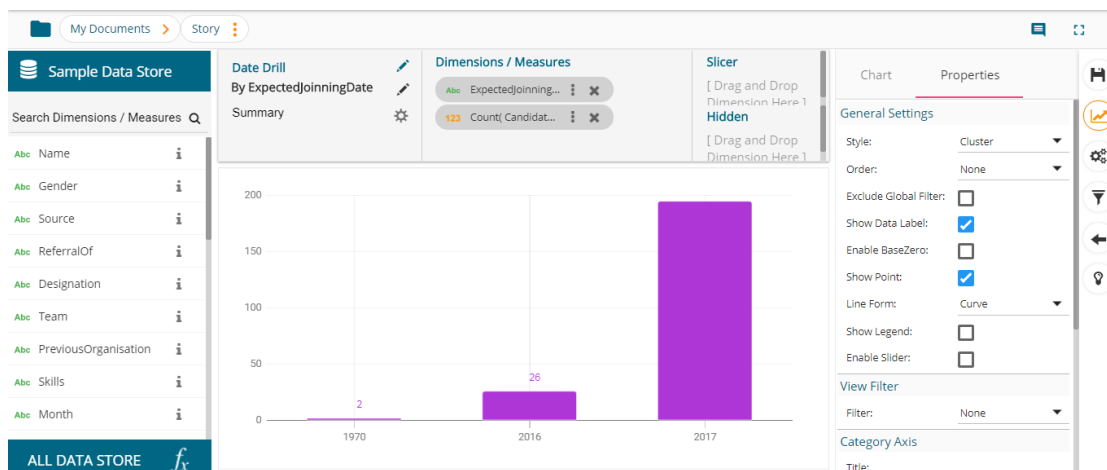 My Documents
Story
Sample Data Store
Search Dimensions / Measures
Abc Name
Abc Gender
Abc Source
Abc ReferralOf
Abc Designation
Abc Team
Abc PreviousOrganisation
Abc Skills
Abc Month
ALL DATA STORE fx
Date Drill
By ExpectedJoinningDate
Summary
Dimensions / Measures
Abc ExpectedJoinning...
123 Count( Candidat...
Slicer
[ Drag and Drop
Dimension Here ]
Hidden
[ Drag and Drop
Dimension Here ]
200
150
100
50
0
2
26
1970
2016
2017
Chart
Properties
General Settings
Style: Cluster
Order: None
Exclude Global Filter:
Show Data Label:
Enable BaseZero:
Show Point:
Line Form: Curve
Show Legend:
Enable Slider:
View Filter
Filter: None
Category Axis
Title: